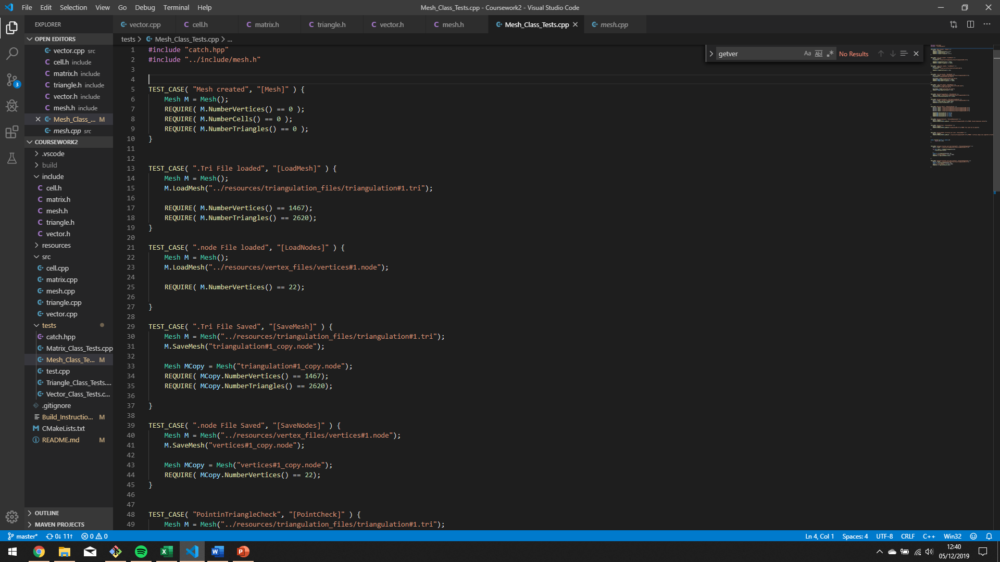 File Edit Selection View Go Debug Terminal Help
Mesh_Class_Tests.cpp - Coursework2 - Visual Studio Code
EXPLORER
vector.cpp
cell.h
matrix.h
triangle.h
vector.h
mesh.h
Mesh_Class_Tests.cpp
mesh.cpp
OPEN EDITORS
vector.cpp src
cell.h include
matrix.h include
triangle.h include
vector.h include
mesh.h include
Mesh_Class_... M
mesh.cpp src
COURSEWORK2
.vscode
build
include
cell.h
matrix.h
mesh.h
triangle.h
vector.h
resources
src
cell.cpp
matrix.cpp
mesh.cpp
triangle.cpp
vector.cpp
tests
catch.hpp
Matrix_Class_Tests.cpp
Mesh_Class_Te... M
test.cpp
Triangle_Class_Tests....
Vector_Class_Tests.c...
.gitignore
Build_Instructio... M
CMakeLists.txt
README.md M
OUTLINE
MAVEN PROJECTS
3
tests > Mesh_Class_Tests.cpp > ...
getver Aa Abl .* No Results
1 #include "catch.hpp"
2 #include "../include/mesh.h"
3
4
5 TEST_CASE( "Mesh created", "[Mesh]" ) {
6 Mesh M = Mesh();
7 REQUIRE( M.NumberVertices() == 0 );
8 REQUIRE( M.NumberCells() == 0 );
9 REQUIRE( M.NumberTriangles() == 0 );
10 }
11
12
13 TEST_CASE( ".Tri File loaded", "[LoadMesh]" ) {
14 Mesh M = Mesh();
15 M.LoadMesh("../resources/triangulation_files/triangulation#1.tri");
16
17 REQUIRE( M.NumberVertices() == 1467);
18 REQUIRE( M.NumberTriangles() == 2620);
19 }
20
21 TEST_CASE( ".node File loaded", "[LoadNodes]" ) {
22 Mesh M = Mesh();
23 M.LoadMesh("../resources/vertex_files/vertices#1.node");
24
25 REQUIRE( M.NumberVertices() == 22);
26
27 }
28
29 TEST_CASE( ".Tri File Saved", "[SaveMesh]" ) {
30 Mesh M = Mesh("../resources/triangulation_files/triangulation#1.tri");
31 M.SaveMesh("triangulation#1_copy.node");
32
33 Mesh MCopy = Mesh("triangulation#1_copy.node");
34 REQUIRE( MCopy.NumberVertices() == 1467);
35 REQUIRE( MCopy.NumberTriangles() == 2620);
36
37 }
38
39 TEST_CASE( ".node File Saved", "[SaveNodes]" ) {
40 Mesh M = Mesh("../resources/vertex_files/vertices#1.node");
41 M.SaveMesh("vertices#1_copy.node");
42
43 Mesh MCopy = Mesh("vertices#1_copy.node");
44 REQUIRE( MCopy.NumberVertices() == 22);
45 }
46
47
48 TEST_CASE( "PointinTriangleCheck", "[PointCheck]" ) {
49 Mesh M = Mesh("../resources/triangulation_files/triangulation#1.tri");
master* 0↓ 11↑ 0 0
Ln 4, Col 1 Spaces: 4 UTF-8 CRLF C++ Win32
12:40
05/12/2019